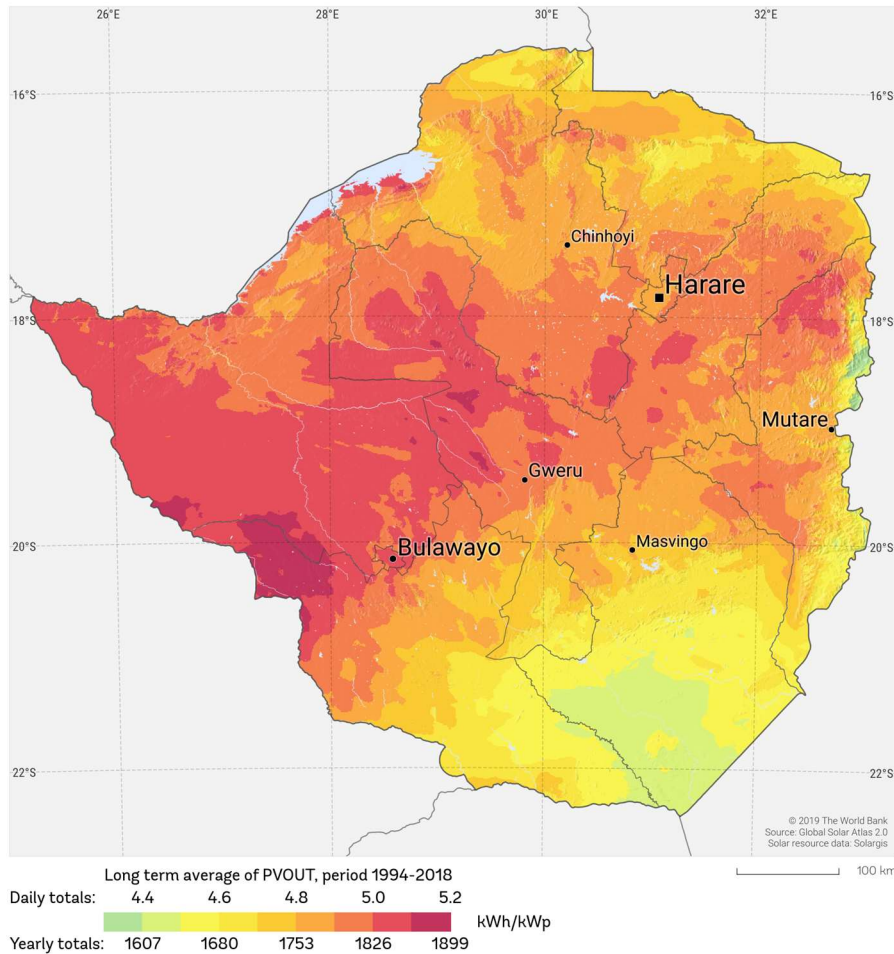 26°E 28°E 30°E 32°E
16°S 16°S
Chinhoyi
Harare
18°S 18°S
Mutare
Gweru
20°S 20°S
Bulawayo
Masvingo
22°S 22°S
© 2019 The World Bank
Source: Global Solar Atlas 2.0
Solar resource data: Solargis
100 km
Long term average of PVOUT, period 1994-2018
Daily totals: 4.4 4.6 4.8 5.0 5.2
kWh/kWp
Yearly totals: 1607 1680 1753 1826 1899